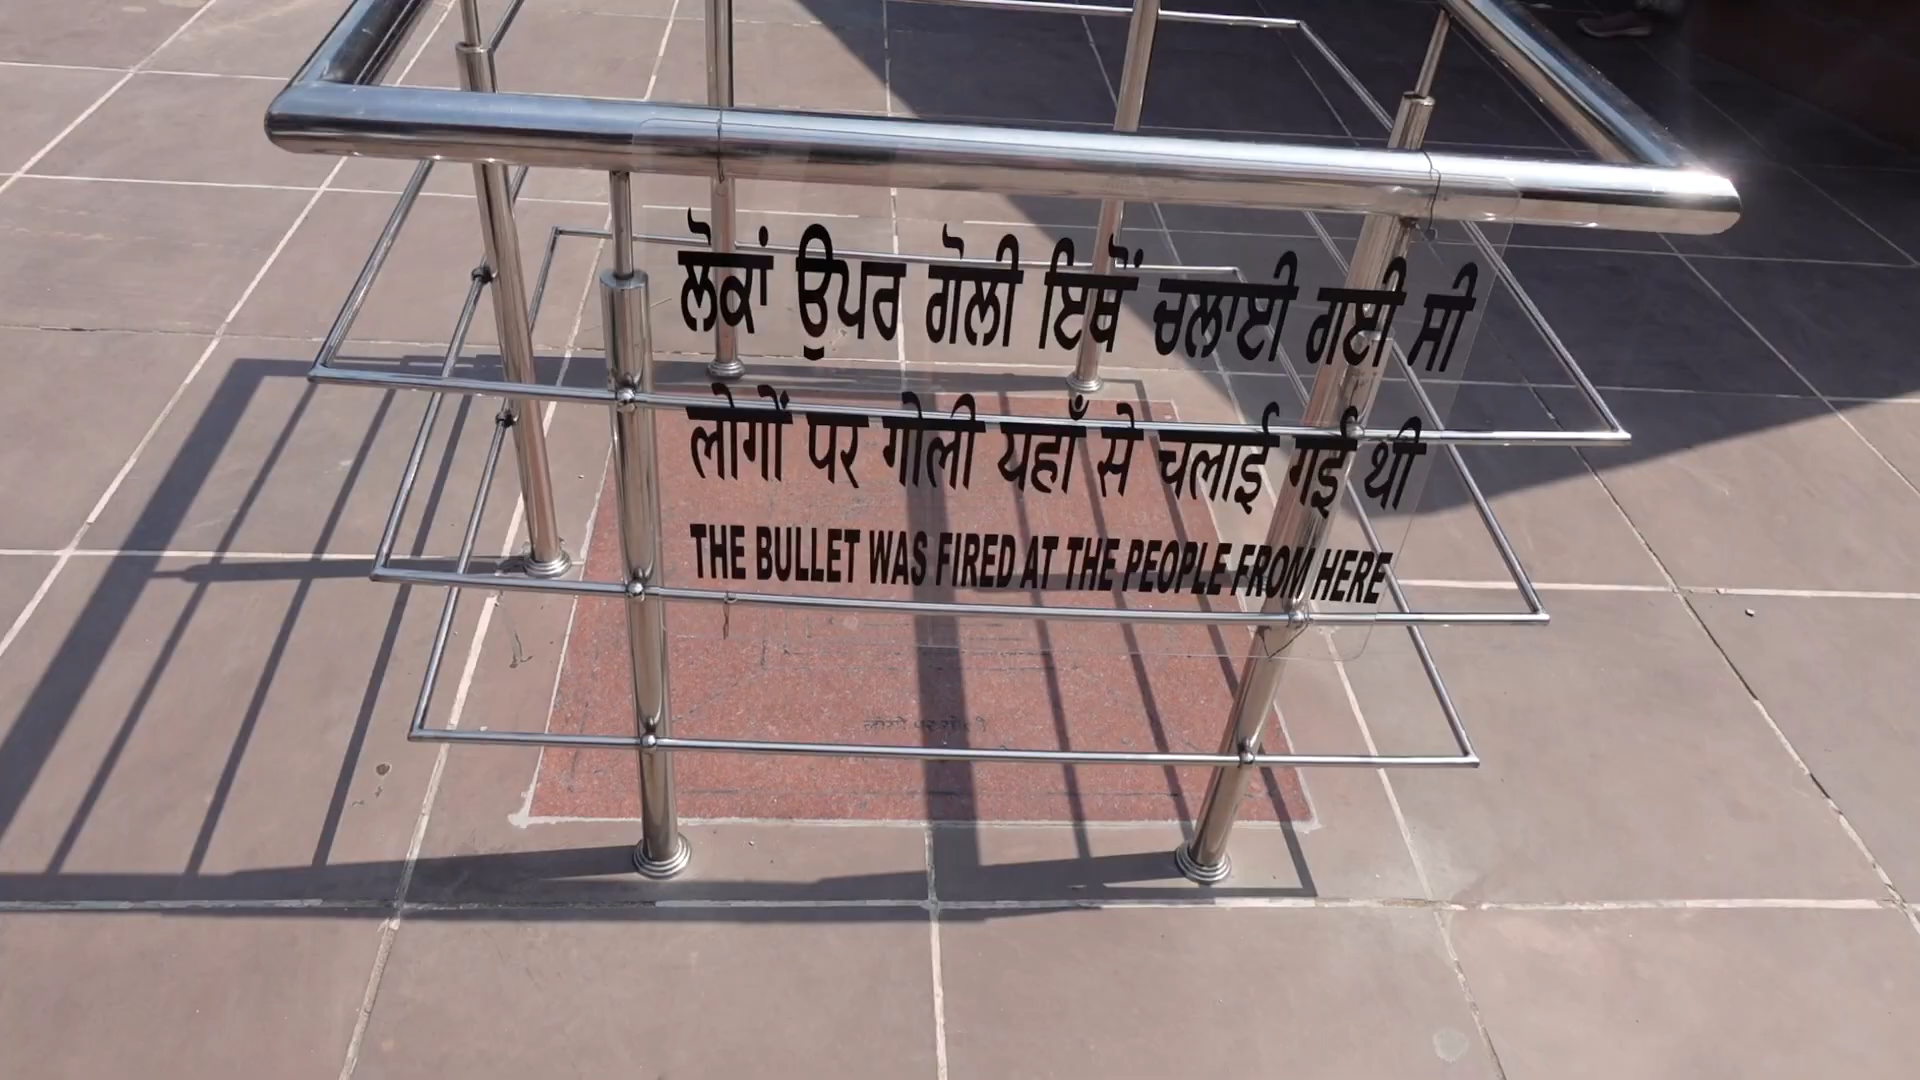 ਲੋਕਾਂ ਉਪਰ ਗੋਲੀ ਇਥੋਂ ਚਲਾਈ ਗਈ ਸੀ
लोगों पर गोली यहाँ से चलाई गई थी
THE BULLET WAS FIRED AT THE PEOPLE FROM HERE